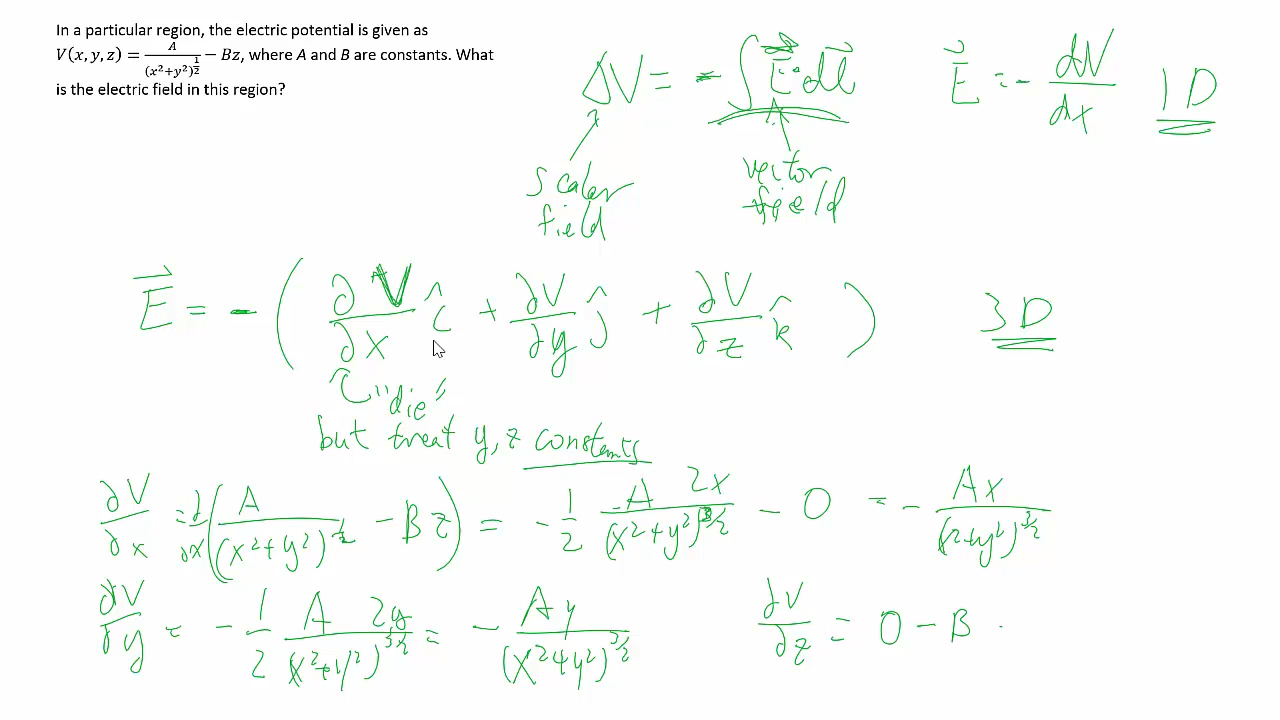 In a particular region, the electric potential is given as
V(x, y, z) = A/(x²+y²)^(1/2) − Bz, where A and B are constants. What
is the electric field in this region?
ΔV = - ∫ E⃗ · dl⃗
E⃗ = - dV/dx 1D
scalar field
vector field
E⃗ = - ( ∂V/∂x î + ∂V/∂y ĵ + ∂V/∂z k̂ ) 3D
"die"
but treat y, z constants
∂V/∂x = ∂/∂x ( A/(x²+y²)^(1/2) - Bz ) = - 1/2 A 2x/(x²+y²)^(3/2) - 0 = - Ax/(x²+y²)^(3/2)
∂V/∂y = - 1/2 A 2y/(x²+y²)^(3/2) = - Ay/(x²+y²)^(3/2)
∂V/∂z = 0 - B